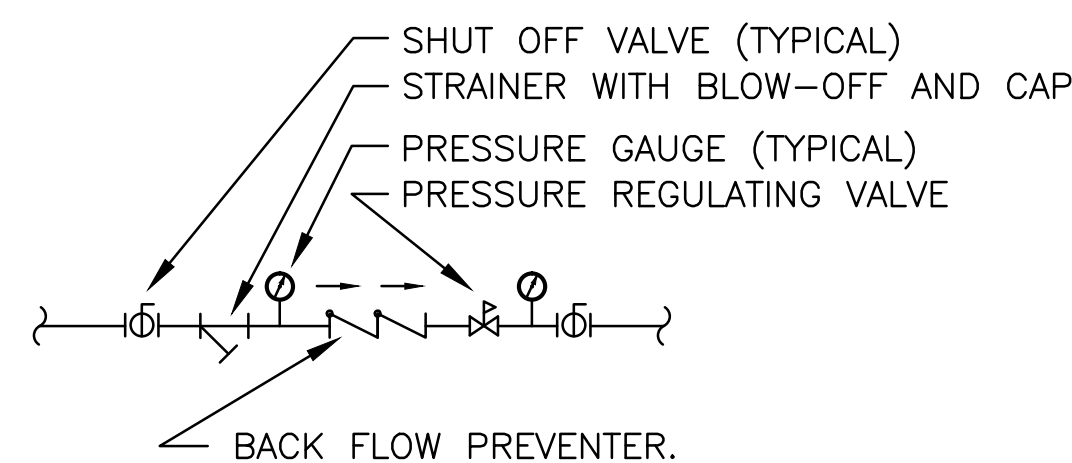 SHUT OFF VALVE (TYPICAL)
STRAINER WITH BLOW-OFF AND CAP
PRESSURE GAUGE (TYPICAL)
PRESSURE REGULATING VALVE
BACK FLOW PREVENTER.